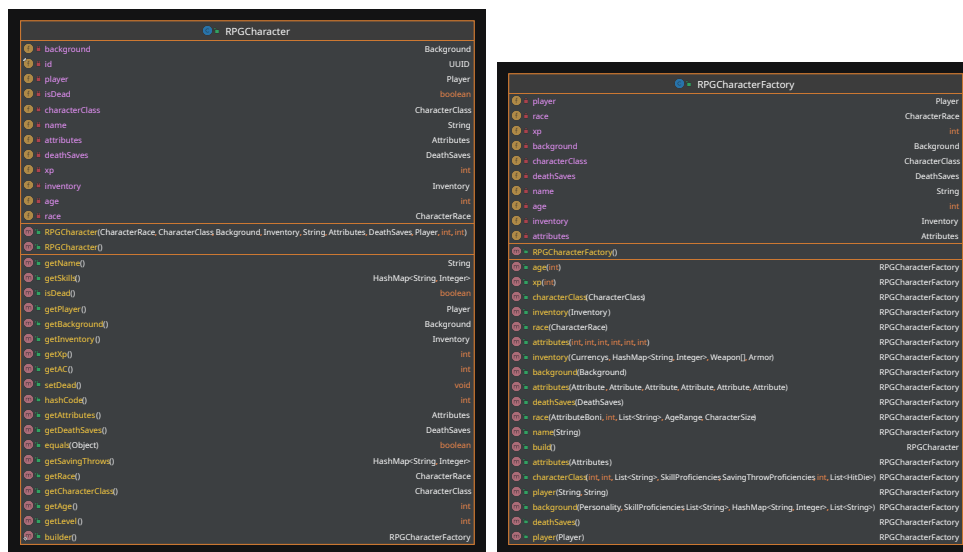 RPGCharacter
background Background
id UUID
player Player
isDead boolean
characterClass CharacterClass
name String
attributes Attributes
deathSaves DeathSaves
xp int
inventory Inventory
age int
race CharacterRace
RPGCharacter(CharacterRace, CharacterClass, Background, Inventory, String, Attributes, DeathSaves, Player, int, int)
RPGCharacter()
getName() String
getSkills() HashMap<String, Integer>
isDead() boolean
getPlayer() Player
getBackground() Background
getInventory() Inventory
getXp() int
getAC() int
setDead() void
hashCode() int
getAttributes() Attributes
getDeathSaves() DeathSaves
equals(Object) boolean
getSavingThrows() HashMap<String, Integer>
getRace() CharacterRace
getCharacterClass() CharacterClass
getAge() int
getLevel() int
builder() RPGCharacterFactory
RPGCharacterFactory
player Player
race CharacterRace
xp int
background Background
characterClass CharacterClass
deathSaves DeathSaves
name String
age int
inventory Inventory
attributes Attributes
RPGCharacterFactory()
age(int) RPGCharacterFactory
xp(int) RPGCharacterFactory
characterClass(CharacterClass) RPGCharacterFactory
inventory(Inventory) RPGCharacterFactory
race(CharacterRace) RPGCharacterFactory
attributes(int, int, int, int, int, int) RPGCharacterFactory
inventory(Currencys, HashMap<String, Integer>, Weapon[], Armor) RPGCharacterFactory
background(Background) RPGCharacterFactory
attributes(Attribute, Attribute, Attribute, Attribute, Attribute, Attribute) RPGCharacterFactory
deathSaves(DeathSaves) RPGCharacterFactory
race(AttributeBoni, int, List<String>, AgeRange, CharacterSize) RPGCharacterFactory
name(String) RPGCharacterFactory
build() RPGCharacter
attributes(Attributes) RPGCharacterFactory
characterClass(int, int, List<String>, SkillProficiencies, SavingThrowProficiencies, int, List<HitDie>) RPGCharacterFactory
player(String, String) RPGCharacterFactory
background(Personality, SkillProficiencies, List<String>, HashMap<String, Integer>, List<String>) RPGCharacterFactory
deathSaves() RPGCharacterFactory
player(Player) RPGCharacterFactory